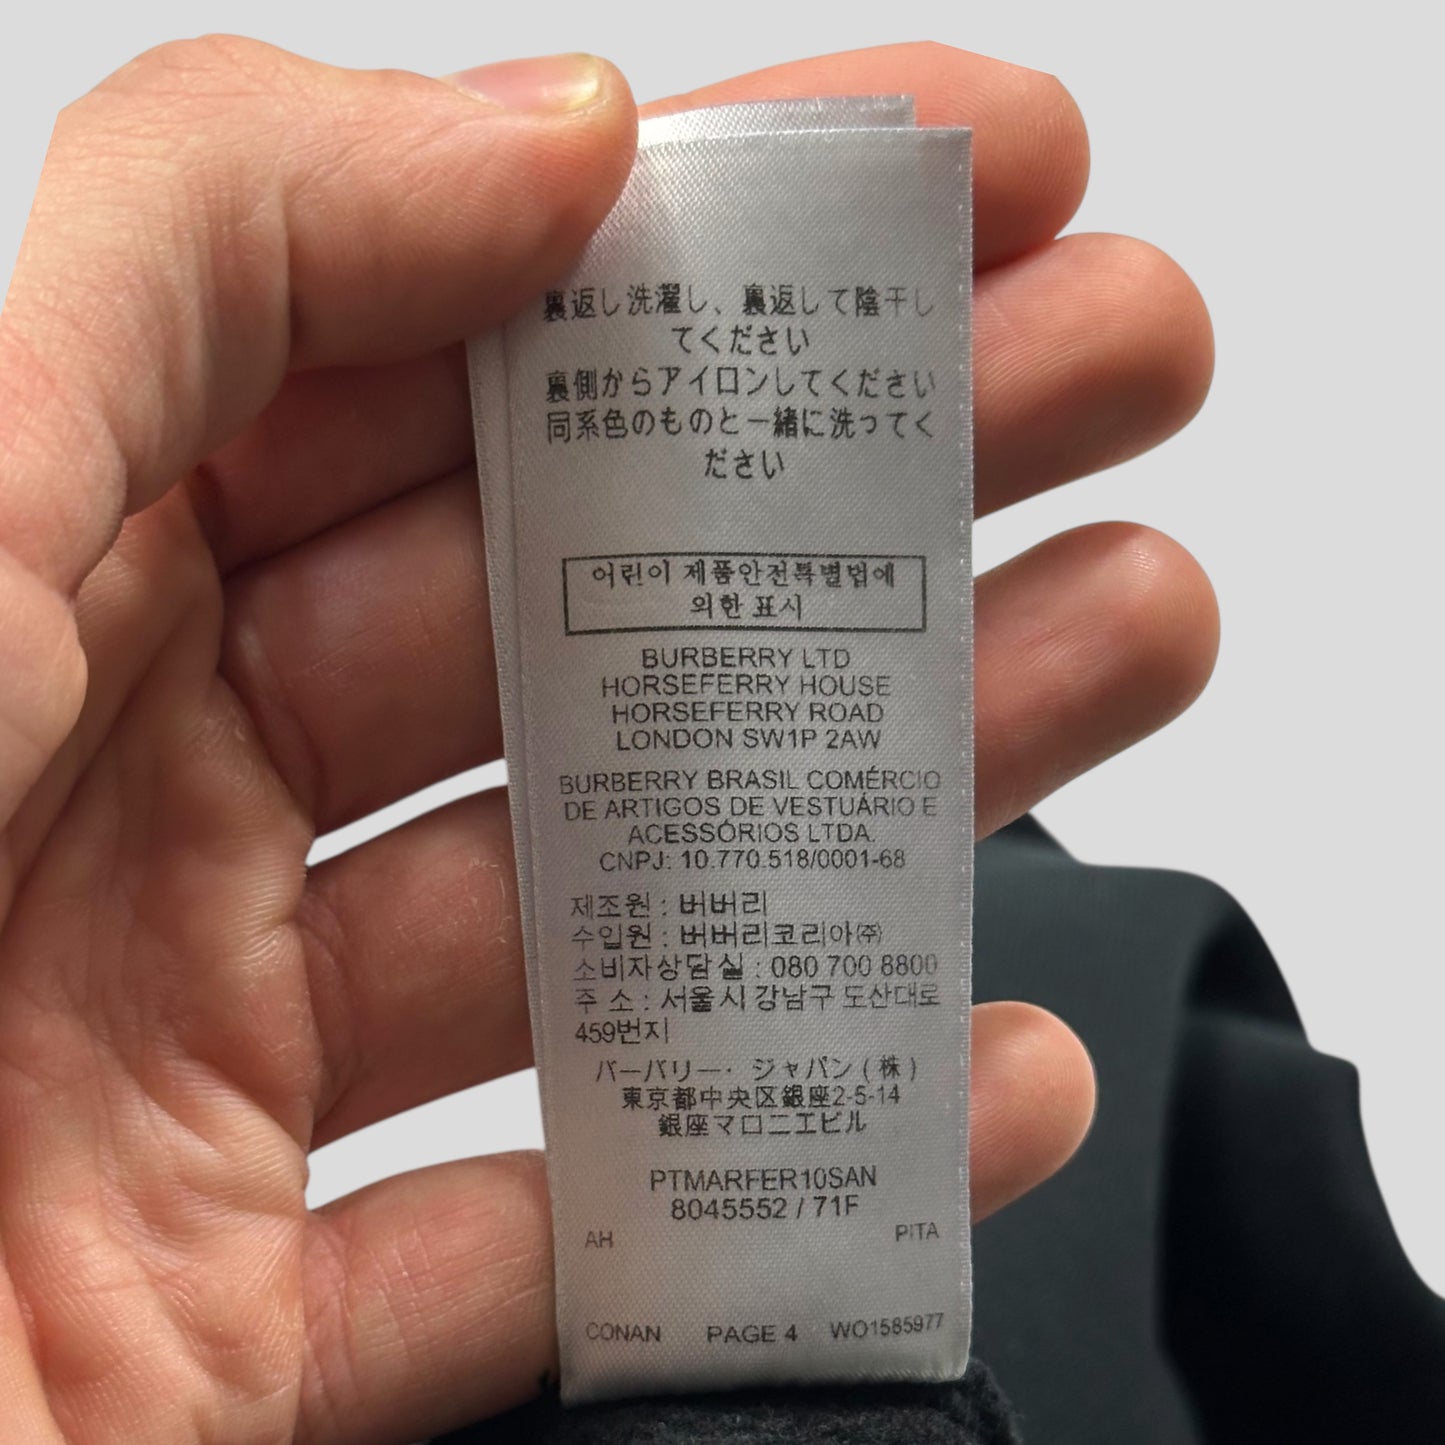 裏返し洗濯し、裏返して陰干し
てください
裏側からアイロンしてください
同系色のものと一緒に洗ってく
ださい
어린이 제품안전특별법에
의한 표시
BURBERRY LTD
HORSEFERRY HOUSE
HORSEFERRY ROAD
LONDON SW1P 2AW
BURBERRY BRASIL COMÉRCIO
DE ARTIGOS DE VESTUÁRIO E
ACESSÓRIOS LTDA.
CNPJ: 10.770.518/0001-68
제조원 : 버버리
수입원 : 버버리코리아㈜
소비자상담실 : 080 700 8800
주 소 : 서울시 강남구 도산대로
459번지
バーバリー・ジャパン(株)
東京都中央区銀座2-5-14
銀座マロニエビル
PTMARFER10SAN
8045552 / 71F
AH PITA
CONAN PAGE 4 WO1585977